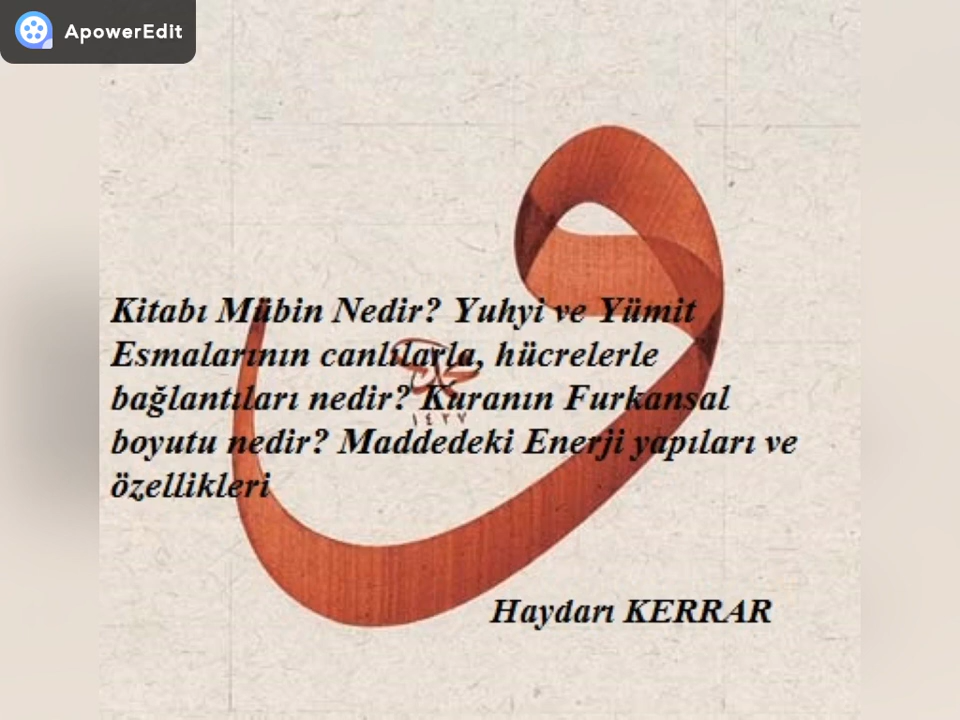 ApowerEdit
Kitabı Mübin Nedir? Yuhyi ve Yümit
Esmalarının canlılarla, hücrelerle
bağlantıları nedir? Kuranın Furkansal
boyutu nedir? Maddedeki Enerji yapıları ve
özellikleri
و
١٤٣٧
Haydarı KERRAR